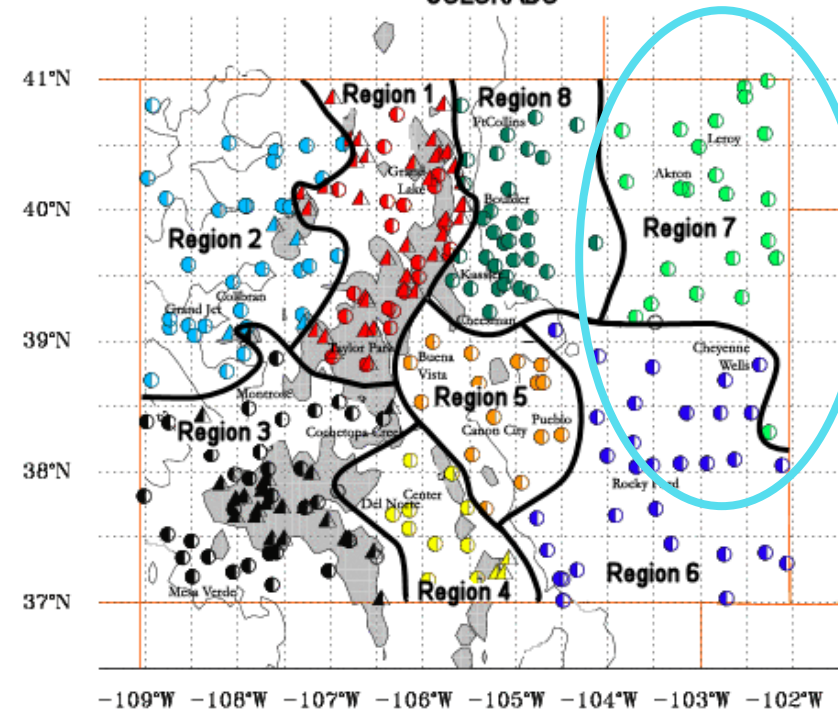 41°N
Region 1
Region 8
FtCollins
Leroy
Grand
Lake
Akron
40°N
Boulder
Region 7
Region 2
Kassler
Collbran
Grand Jct
39°N
Cheesman
Taylor Park
Buena
Vista
Cheyenne
Wells
Montrose
Region 5
Region 3
Pueblo
Cochetopa Creek
Canon City
38°N
Rocky Ford
Center
Del Norte
Region 6
Mesa Verde
Region 4
37°N
-109°W -108°W -107°W -106°W -105°W -104°W -103°W -102°W